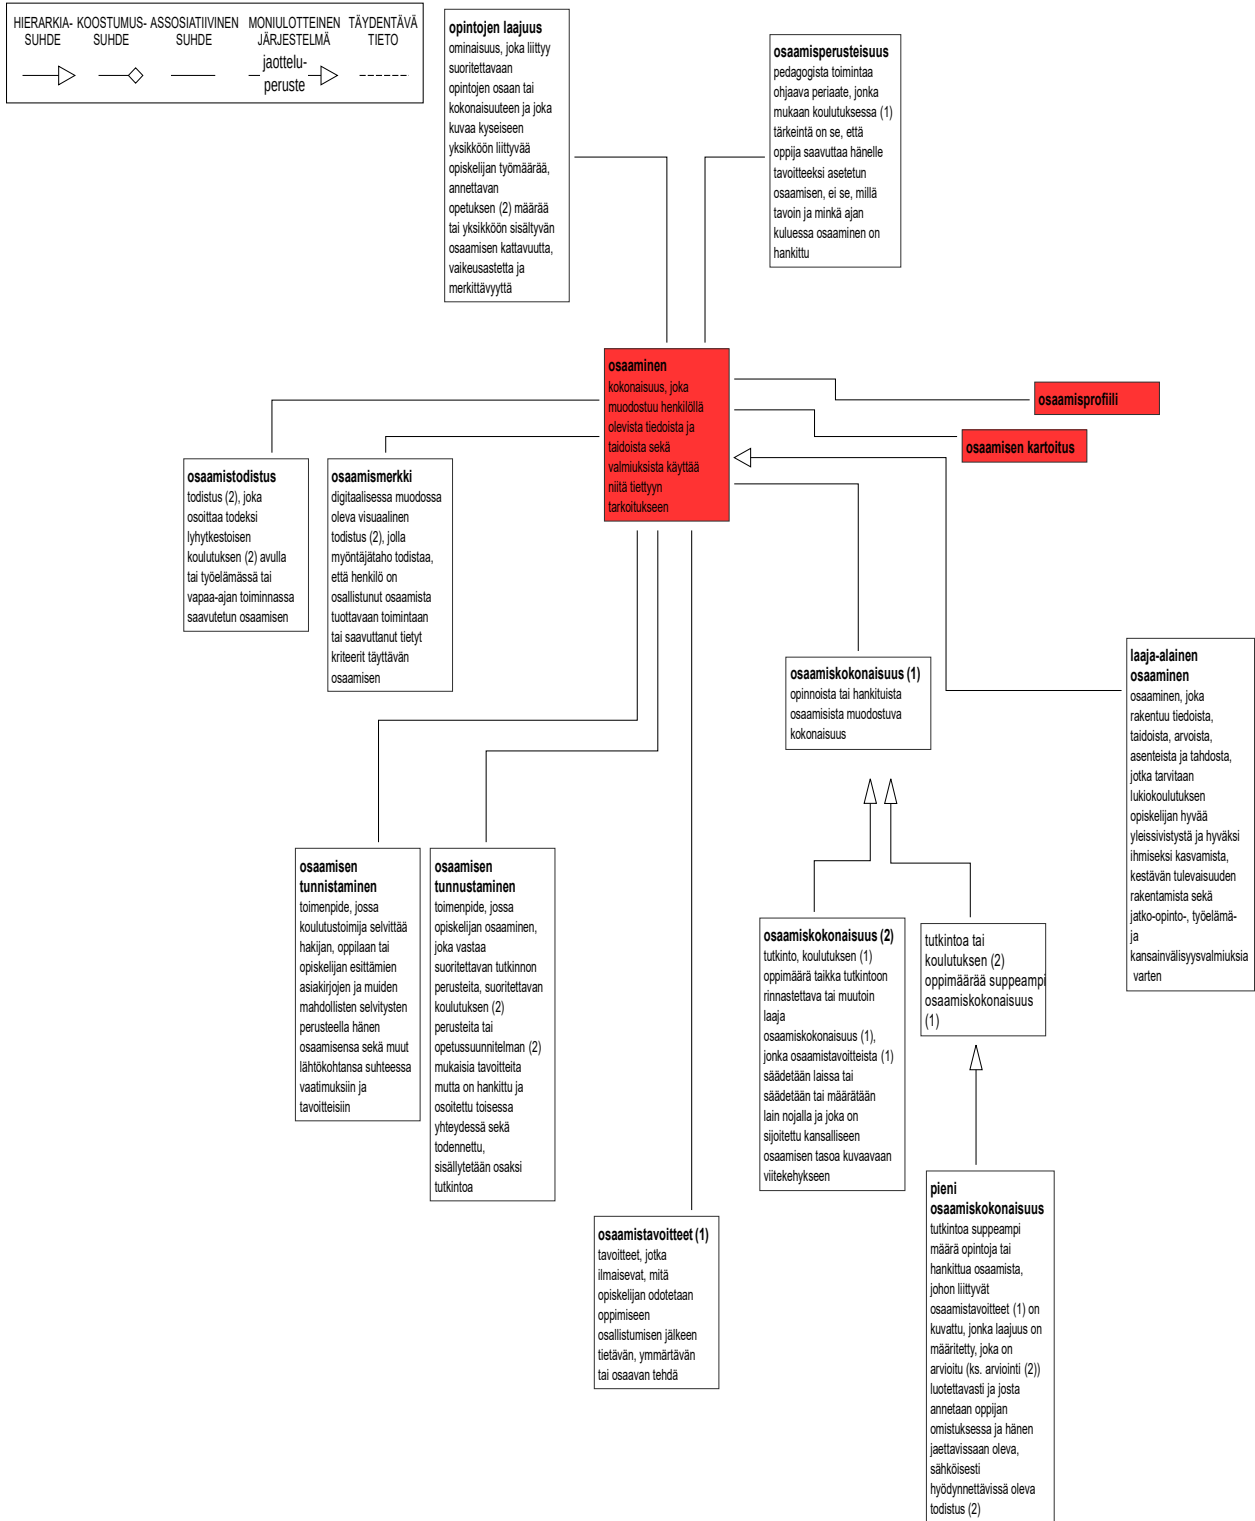 HIERARKIA-
SUHDE
KOOSTUMUS-
SUHDE
ASSOSIATIIVINEN
SUHDE
MONIULOTTEINEN
JÄRJESTELMÄ
jaottelu-
peruste
TÄYDENTÄVÄ
TIETO
opintojen laajuus
ominaisuus, joka liittyy
suoritettavaan
opintojen osaan tai
kokonaisuuteen ja joka
kuvaa kyseiseen
yksikköön liittyvää
opiskelijan työmäärää,
annettavan
opetuksen (2) määrää
tai yksikköön sisältyvän
osaamisen kattavuutta,
vaikeusastetta ja
merkittävyyttä
osaamisperusteisuus
pedagogista toimintaa
ohjaava periaate, jonka
mukaan koulutuksessa (1)
tärkeintä on se, että
oppija saavuttaa hänelle
tavoitteeksi asetetun
osaamisen, ei se, millä
tavoin ja minkä ajan
kuluessa osaaminen on
hankittu
osaaminen
kokonaisuus, joka
muodostuu henkilöllä
olevista tiedoista ja
taidoista sekä
valmiuksista käyttää
niitä tiettyyn
tarkoitukseen
osaamisprofiili
osaamisen kartoitus
osaamistodistus
todistus (2), joka
osoittaa todeksi
lyhytkestoisen
koulutuksen (2) avulla
tai työelämässä tai
vapaa-ajan toiminnassa
saavutetun osaamisen
osaamismerkki
digitaalisessa muodossa
oleva visuaalinen
todistus (2), jolla
myöntäjätaho todistaa,
että henkilö on
osallistunut osaamista
tuottavaan toimintaan
tai saavuttanut tietyt
kriteerit täyttävän
osaamisen
osaamiskokonaisuus (1)
opinnoista tai hankituista
osaamisista muodostuva
kokonaisuus
laaja-alainen
osaaminen
osaaminen, joka
rakentuu tiedoista,
taidoista, arvoista,
asenteista ja tahdosta,
jotka tarvitaan
lukiokoulutuksen
opiskelijan hyvää
yleissivistystä ja hyväksi
ihmiseksi kasvamista,
kestävän tulevaisuuden
rakentamista sekä
jatko-opinto-, työelämä-
ja
kansainvälisyysvalmiuksia
varten
osaamisen
tunnistaminen
toimenpide, jossa
koulutustoimija selvittää
hakijan, oppilaan tai
opiskelijan esittämien
asiakirjojen ja muiden
mahdollisten selvitysten
perusteella hänen
osaamisensa sekä muut
lähtökohtansa suhteessa
vaatimuksiin ja
tavoitteisiin
osaamisen
tunnustaminen
toimenpide, jossa
opiskelijan osaaminen,
joka vastaa
suoritettavan tutkinnon
perusteita, suoritettavan
koulutuksen (2)
perusteita tai
opetussuunnitelman (2)
mukaisia tavoitteita
mutta on hankittu ja
osoitettu toisessa
yhteydessä sekä
todennettu,
sisällytetään osaksi
tutkintoa
osaamiskokonaisuus (2)
tutkinto, koulutuksen (1)
oppimäärä taikka tutkintoon
rinnastettava tai muutoin
laaja
osaamiskokonaisuus (1),
jonka osaamistavoitteista (1)
säädetään laissa tai
säädetään tai määrätään
lain nojalla ja joka on
sijoitettu kansalliseen
osaamisen tasoa kuvaavaan
viitekehykseen
tutkintoa tai
koulutuksen (2)
oppimäärää suppeampi
osaamiskokonaisuus
(1)
osaamistavoitteet (1)
tavoitteet, jotka
ilmaisevat, mitä
opiskelijan odotetaan
oppimiseen
osallistumisen jälkeen
tietävän, ymmärtävän
tai osaavan tehdä
pieni
osaamiskokonaisuus
tutkintoa suppeampi
määrä opintoja tai
hankittua osaamista,
johon liittyvät
osaamistavoitteet (1) on
kuvattu, jonka laajuus on
määritetty, joka on
arvioitu (ks. arviointi (2))
luotettavasti ja josta
annetaan oppijan
omistuksessa ja hänen
jaettavissaan oleva,
sähköisesti
hyödynnettävissä oleva
todistus (2)